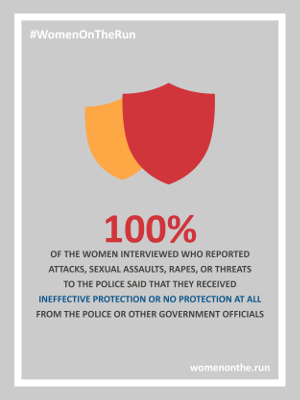 #WomenOnTheRun
100%
OF THE WOMEN INTERVIEWED WHO REPORTED
ATTACKS, SEXUAL ASSAULTS, RAPES, OR THREATS
TO THE POLICE SAID THAT THEY RECEIVED
INEFFECTIVE PROTECTION OR NO PROTECTION AT ALL
FROM THE POLICE OR OTHER GOVERNMENT OFFICIALS
womenonthe.run